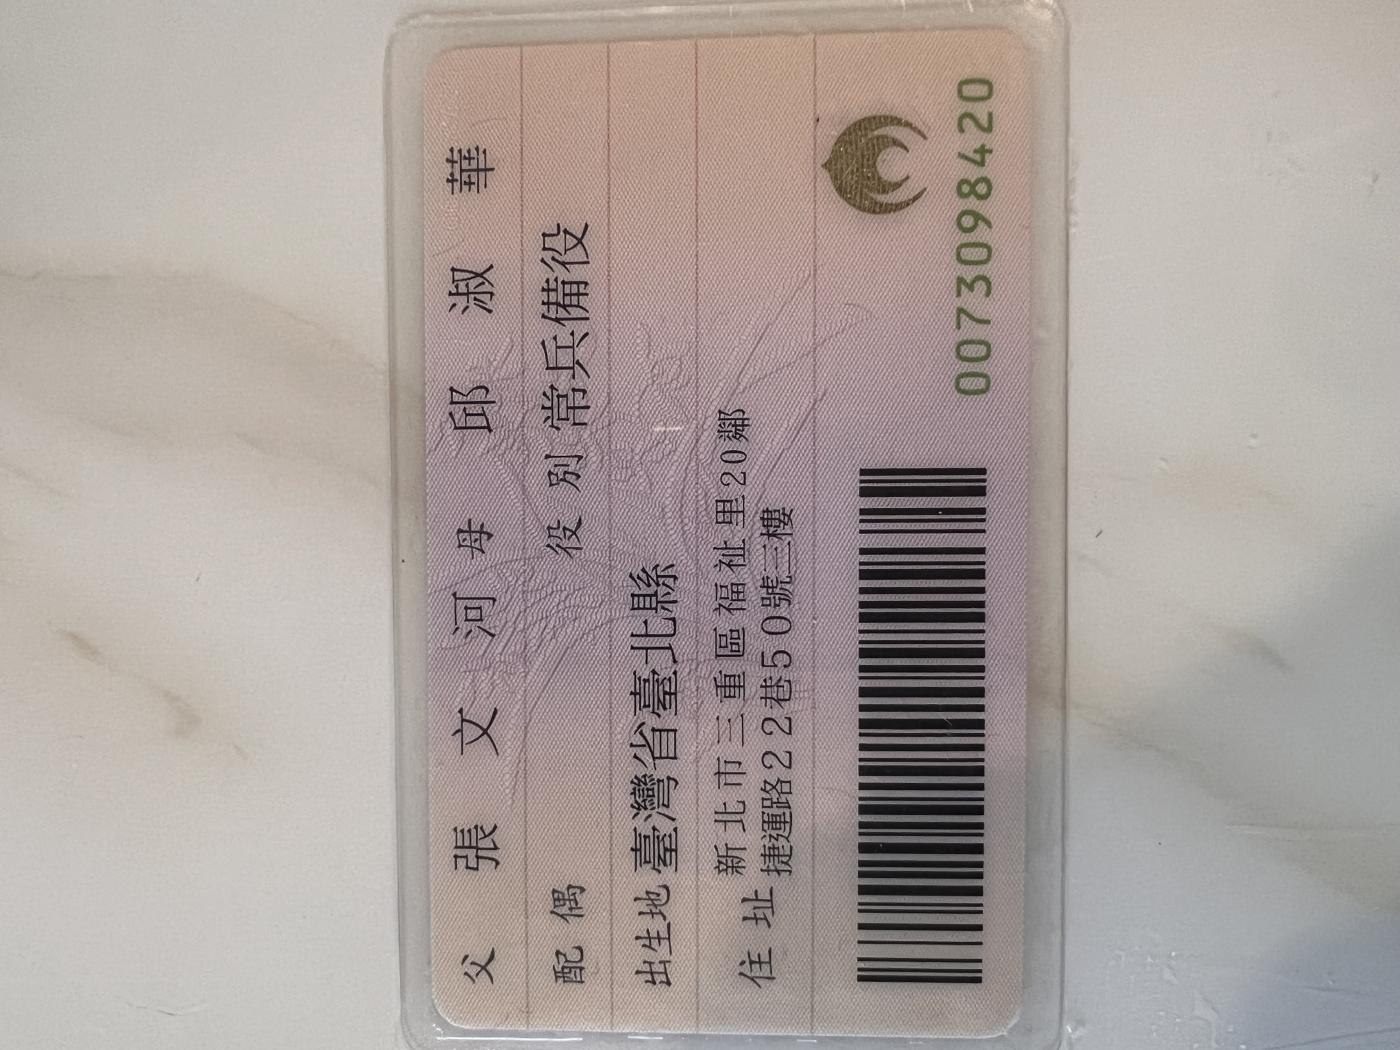 父 張文河 母 邱淑華
配偶 役別 常兵備役
出生地 臺灣省臺北縣
住址 新北市三重區福祉里20鄰
捷運路22巷50號三樓
0073098420